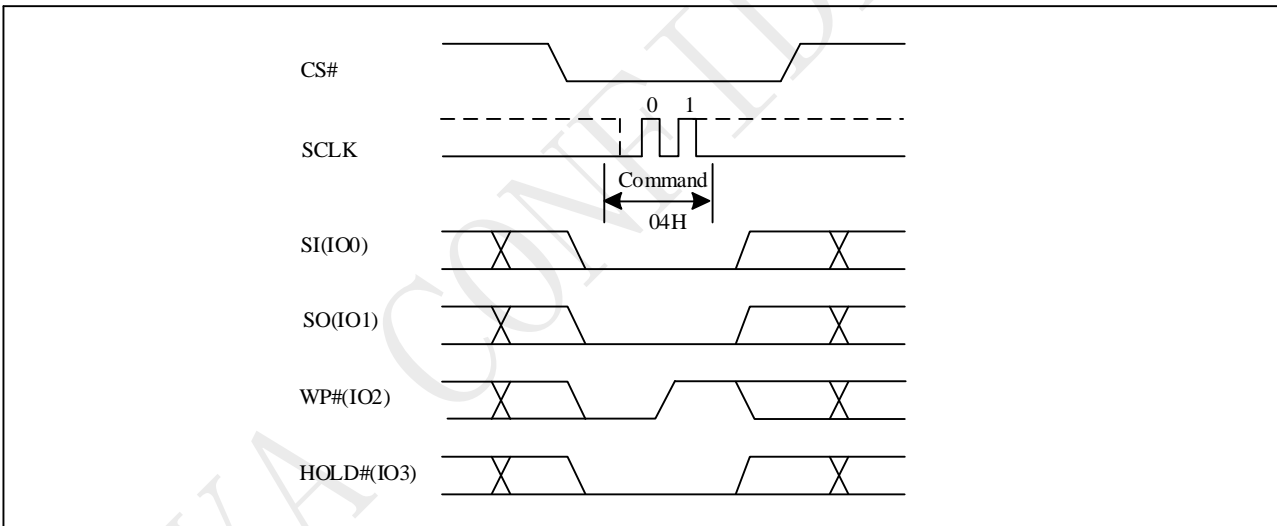 CS#
0 1
SCLK
Command
04H
SI(IO0)
SO(IO1)
WP#(IO2)
HOLD#(IO3)